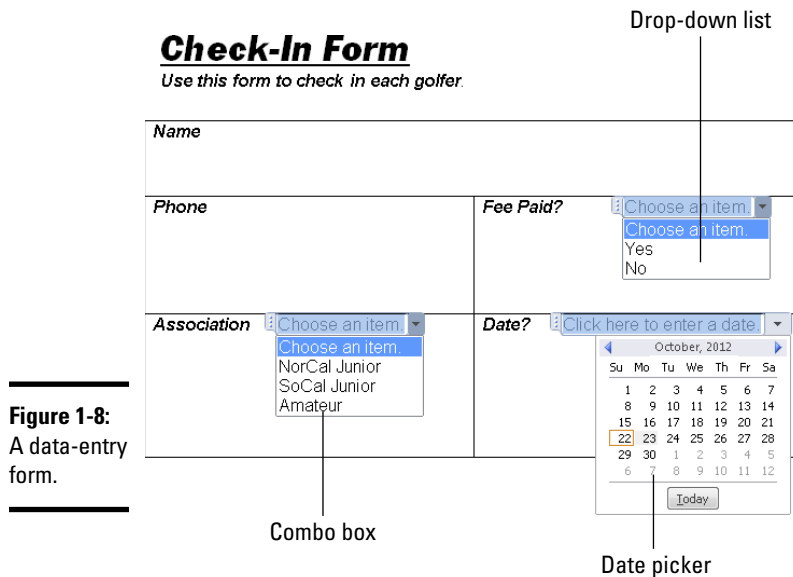 Drop-down list
Check-In Form
Use this form to check in each golfer.
Name
Phone
Fee Paid?
Choose an item.
Choose an item.
Yes
No
Association
Choose an item.
Choose an item.
NorCal Junior
SoCal Junior
Amateur
Date?
Click here to enter a date.
October, 2012
Su Mo Tu We Th Fr Sa
1 2 3 4 5 6 7
8 9 10 11 12 13 14
15 16 17 18 19 20 21
22 23 24 25 26 27 28
29 30 1 2 3 4 5
6 7 8 9 10 11 12
Today
Figure 1-8:
A data-entry
form.
Combo box
Date picker